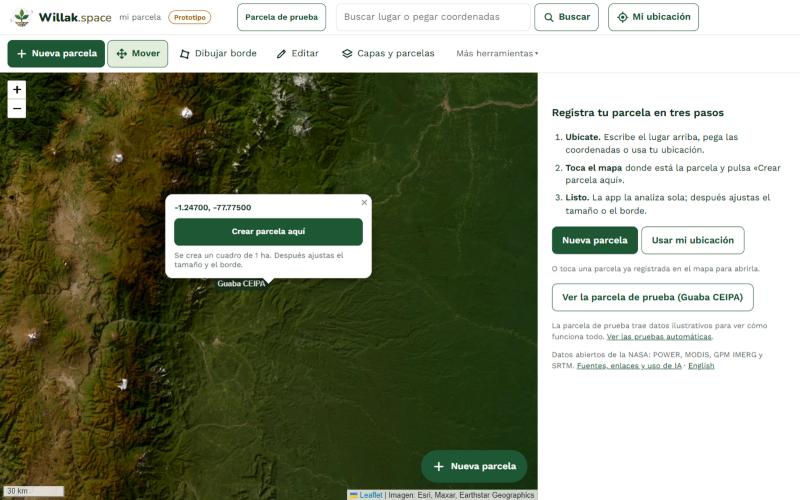 Willak.space mi parcela Prototipo
Parcela de prueba
Buscar lugar o pegar coordenadas
Buscar
Mi ubicación
+ Nueva parcela
Mover
Dibujar borde
Editar
Capas y parcelas
Más herramientas
+
−
-1.24700, -77.77500
×
Crear parcela aquí
Se crea un cuadro de 1 ha. Después ajustas el
tamaño y el borde.
Guaba CEIPA
+ Nueva parcela
30 km
Leaflet | Imagen: Esri, Maxar, Earthstar Geographics
Registra tu parcela en tres pasos
1. Ubícate. Escribe el lugar arriba, pega las
coordenadas o usa tu ubicación.
2. Toca el mapa donde está la parcela y pulsa «Crear
parcela aquí».
3. Listo. La app la analiza sola; después ajustas el
tamaño o el borde.
Nueva parcela
Usar mi ubicación
O toca una parcela ya registrada en el mapa para abrirla.
Ver la parcela de prueba (Guaba CEIPA)
La parcela de prueba trae datos ilustrativos para ver cómo
funciona todo. Ver las pruebas automáticas.
Datos abiertos de la NASA: POWER, MODIS, GPM IMERG y
SRTM. Fuentes, enlaces y uso de IA · English